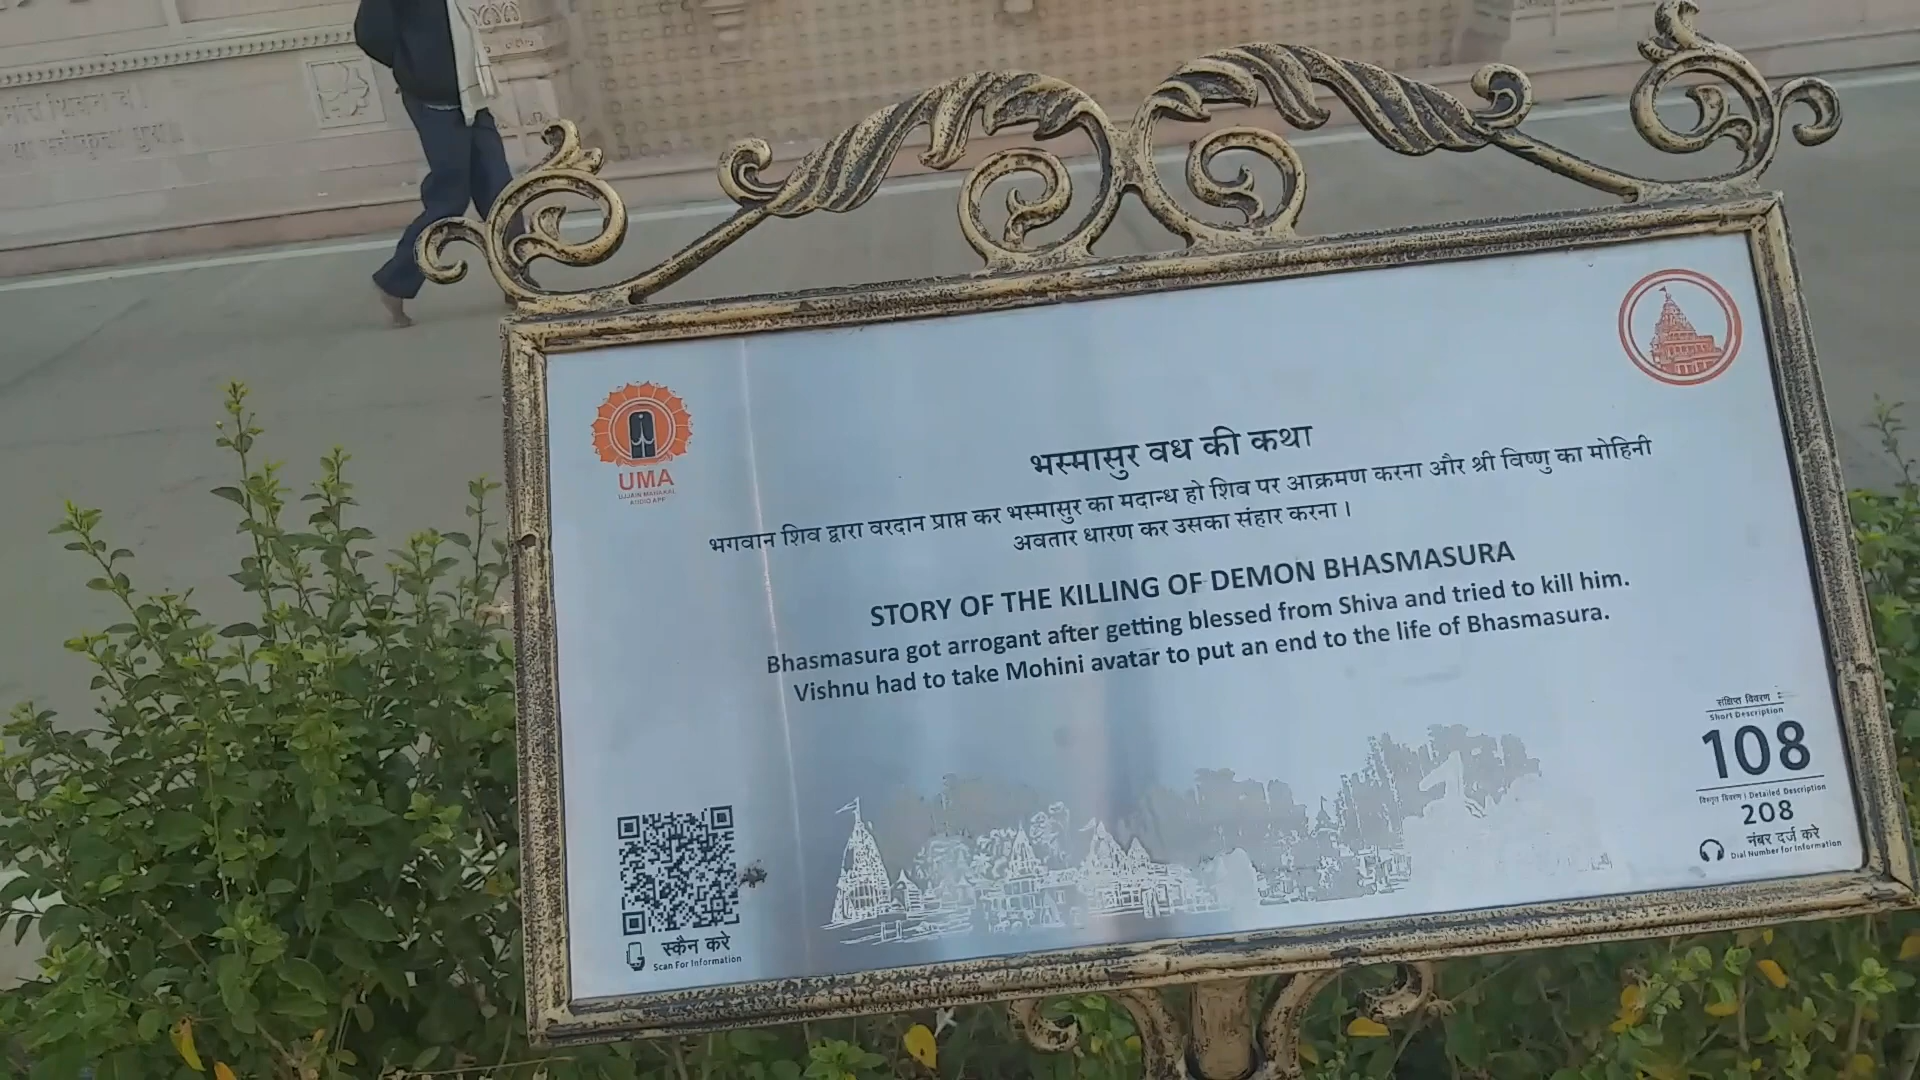 UMA
UJJAIN MAHAKAL
AUDIO APP
भस्मासुर वध की कथा
भगवान शिव द्वारा वरदान प्राप्त कर भस्मासुर का मदान्ध हो शिव पर आक्रमण करना और श्री विष्णु का मोहिनी
अवतार धारण कर उसका संहार करना।
STORY OF THE KILLING OF DEMON BHASMASURA
Bhasmasura got arrogant after getting blessed from Shiva and tried to kill him.
Vishnu had to take Mohini avatar to put an end to the life of Bhasmasura.
संक्षिप्त विवरण
Short Description
108
विस्तृत विवरण | Detailed Description
208
नंबर दर्ज करे
Dial Number for Information
स्कैन करे
Scan For Information